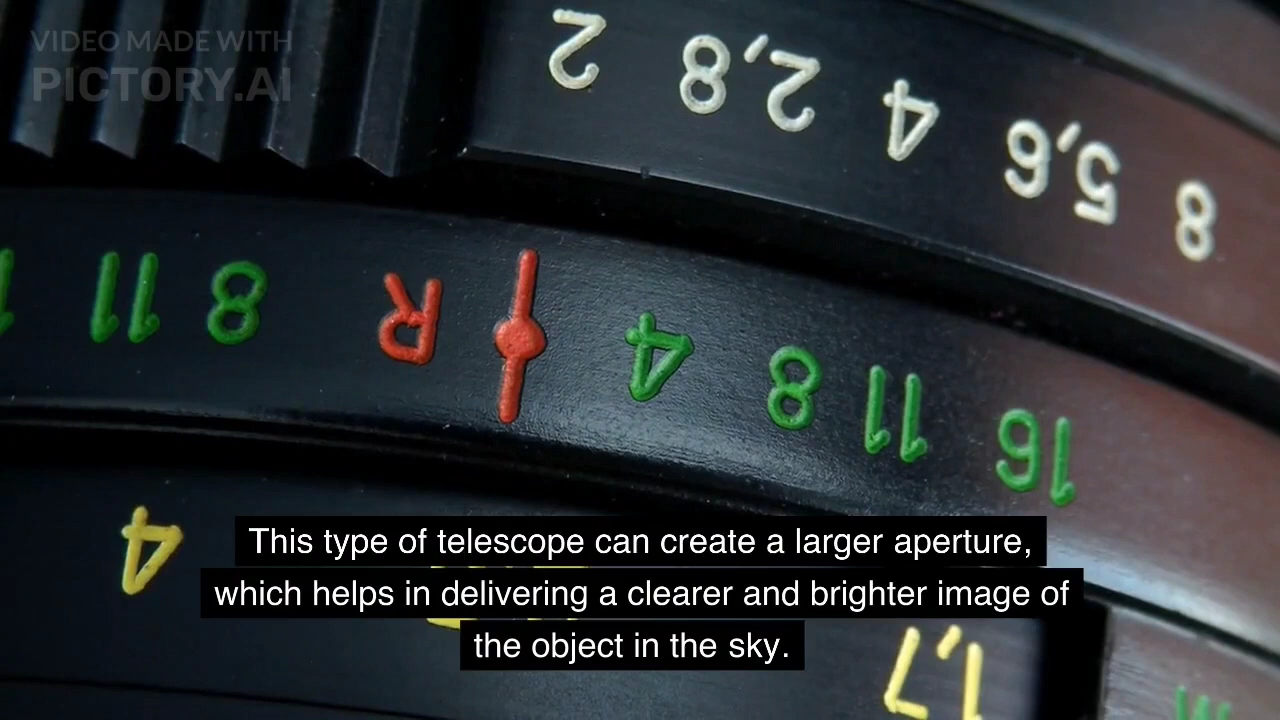 VIDEO MADE WITH
PICTORY.AI
2 2,8 4 5,6 8
11 8 R 4 8 11 16
4
1,7
This type of telescope can create a larger aperture,
which helps in delivering a clearer and brighter image of
the object in the sky.